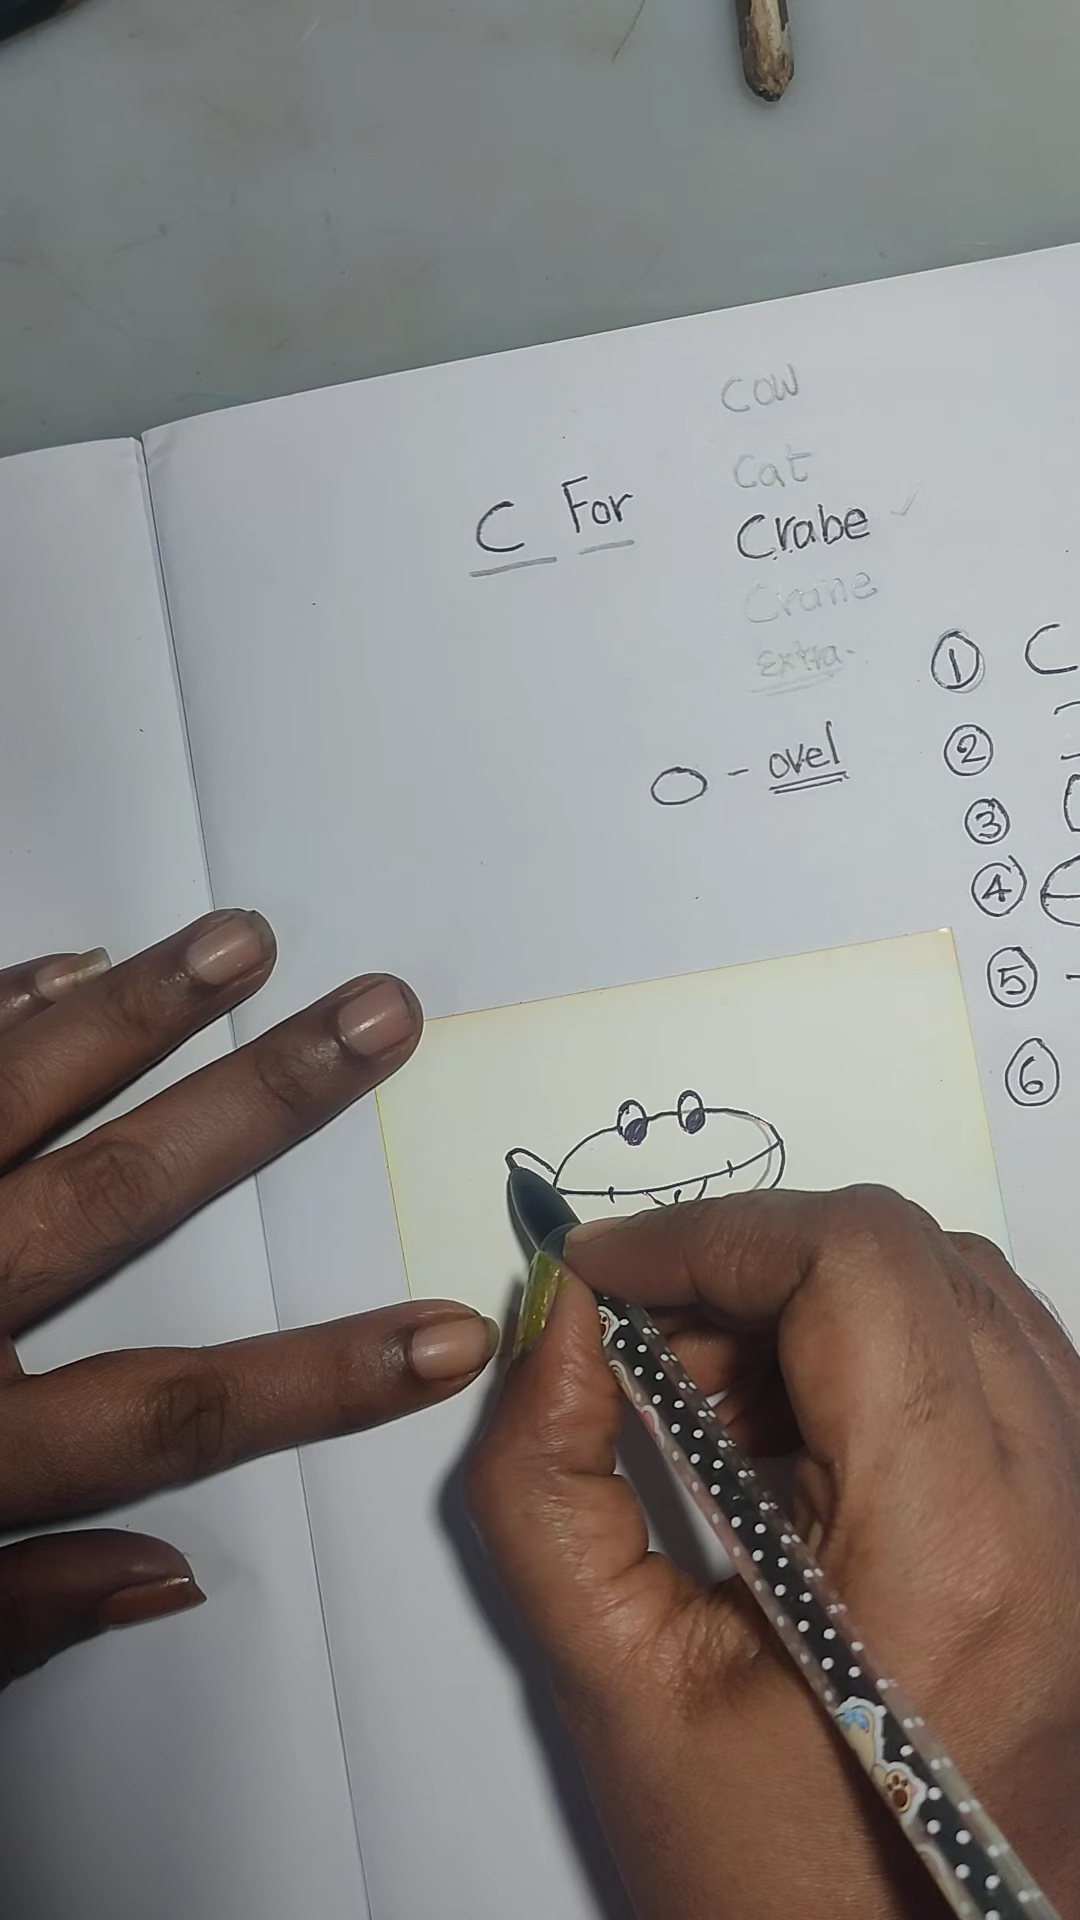 cow
Cat
C For
Crabe
Crane
Extra
① C
②
O - ovel
③
④
⑤
⑥